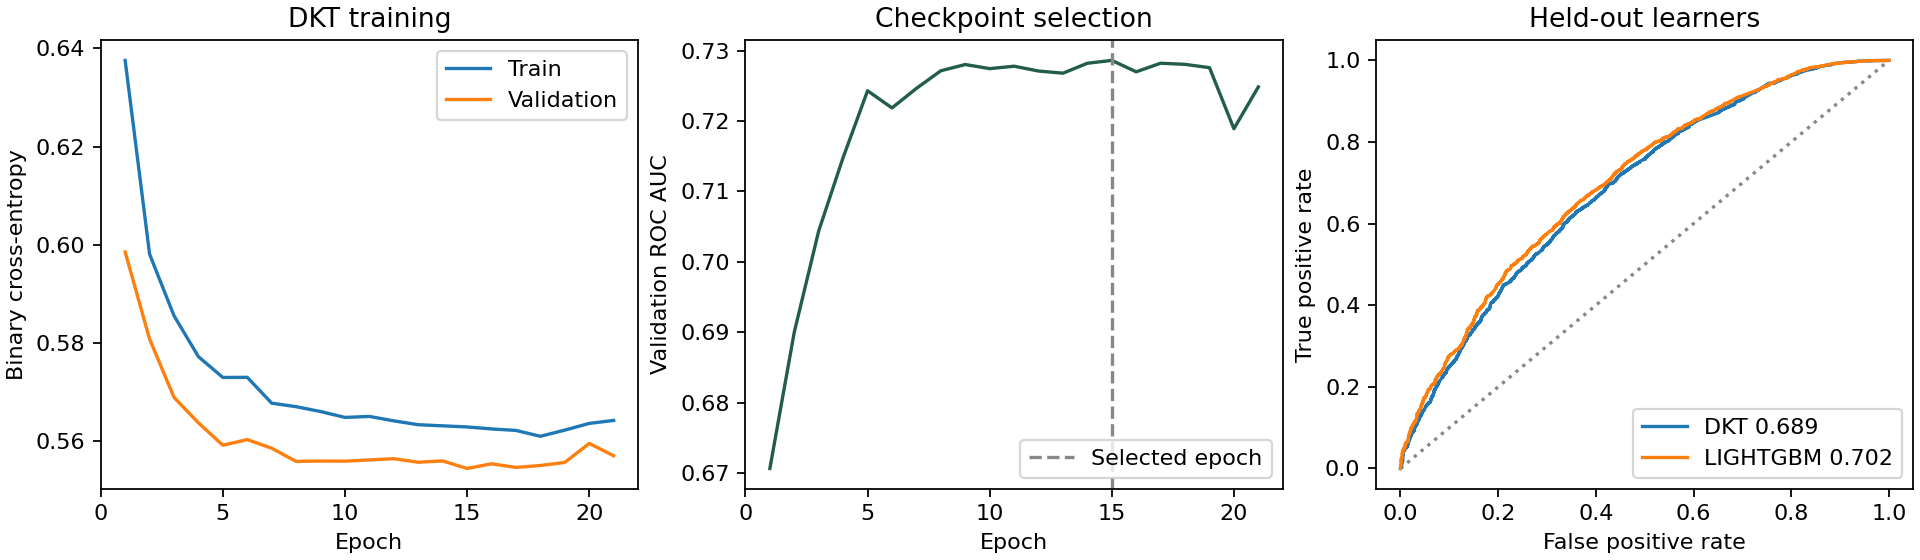 DKT training
Binary cross-entropy
0.64
0.62
0.60
0.58
0.56
Train
Validation
0 5 10 15 20
Epoch
Checkpoint selection
Validation ROC AUC
0.73
0.72
0.71
0.70
0.69
0.68
0.67
Selected epoch
0 5 10 15 20
Epoch
Held-out learners
True positive rate
1.0
0.8
0.6
0.4
0.2
0.0
DKT 0.689
LIGHTGBM 0.702
0.0 0.2 0.4 0.6 0.8 1.0
False positive rate